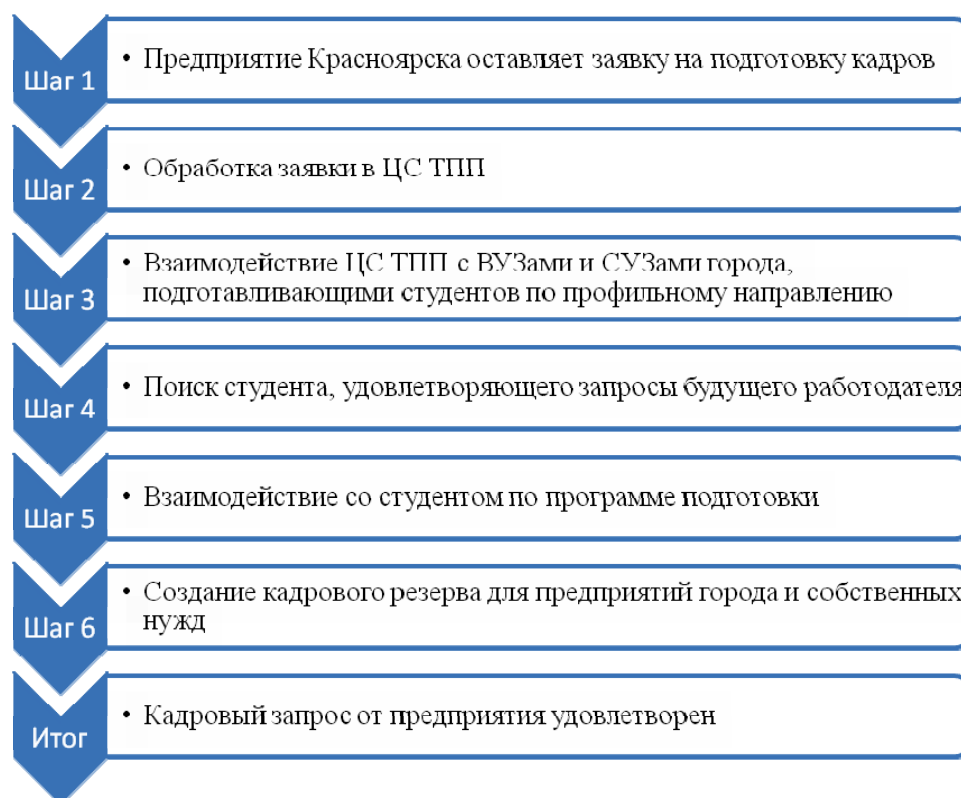 Шаг 1
• Предприятие Красноярска оставляет заявку на подготовку кадров
Шаг 2
• Обработка заявки в ЦС ТПП
Шаг 3
• Взаимодействие ЦС ТПП с ВУЗами и СУЗами города,
подготавливающими студентов по профильному направлению
Шаг 4
• Поиск студента, удовлетворяющего запросы будущего работодателя
Шаг 5
• Взаимодействие со студентом по программе подготовки
Шаг 6
• Создание кадрового резерва для предприятий города и собственных
нужд
Итог
• Кадровый запрос от предприятия удовлетворен